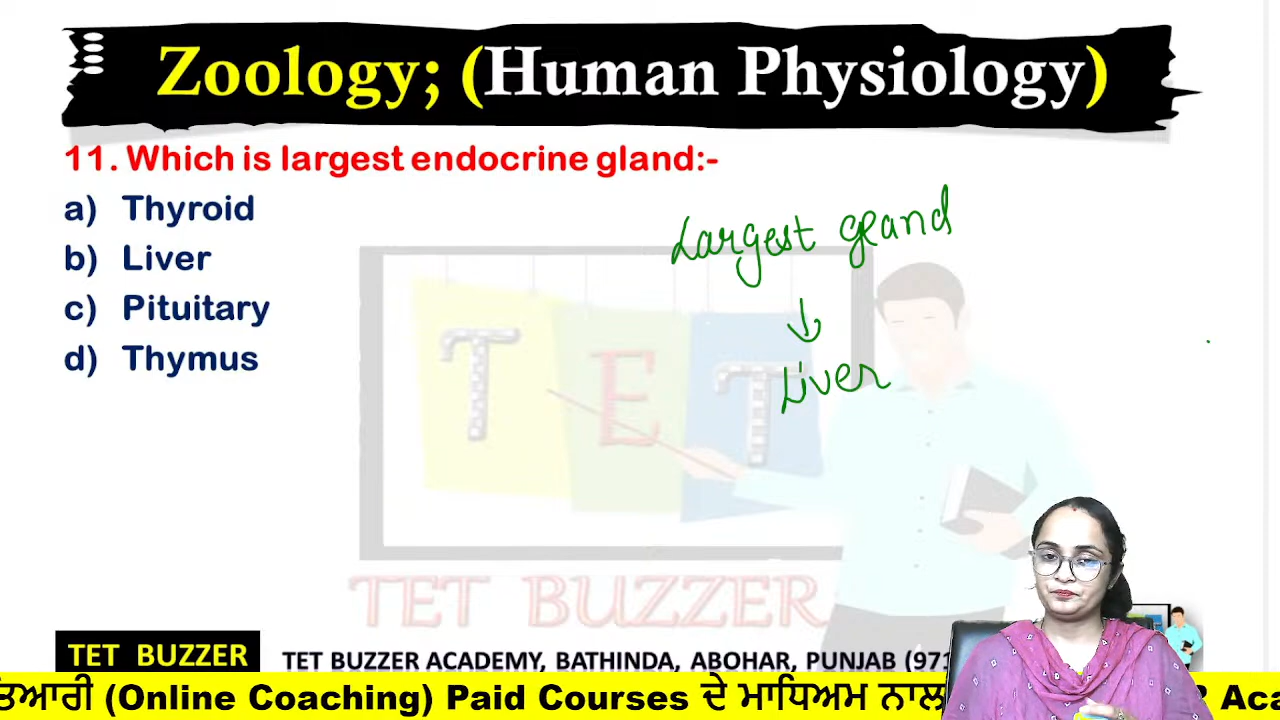 Zoology; (Human Physiology)
11. Which is largest endocrine gland:-
a) Thyroid
b) Liver
c) Pituitary
d) Thymus
Largest gland
↓
Liver
TET
TET BUZZER
TET BUZZER
TET BUZZER ACADEMY, BATHINDA, ABOHAR, PUNJAB (971
ਤਿਆਰੀ (Online Coaching) Paid Courses ਦੇ ਮਾਧਿਅਮ ਨਾਲ